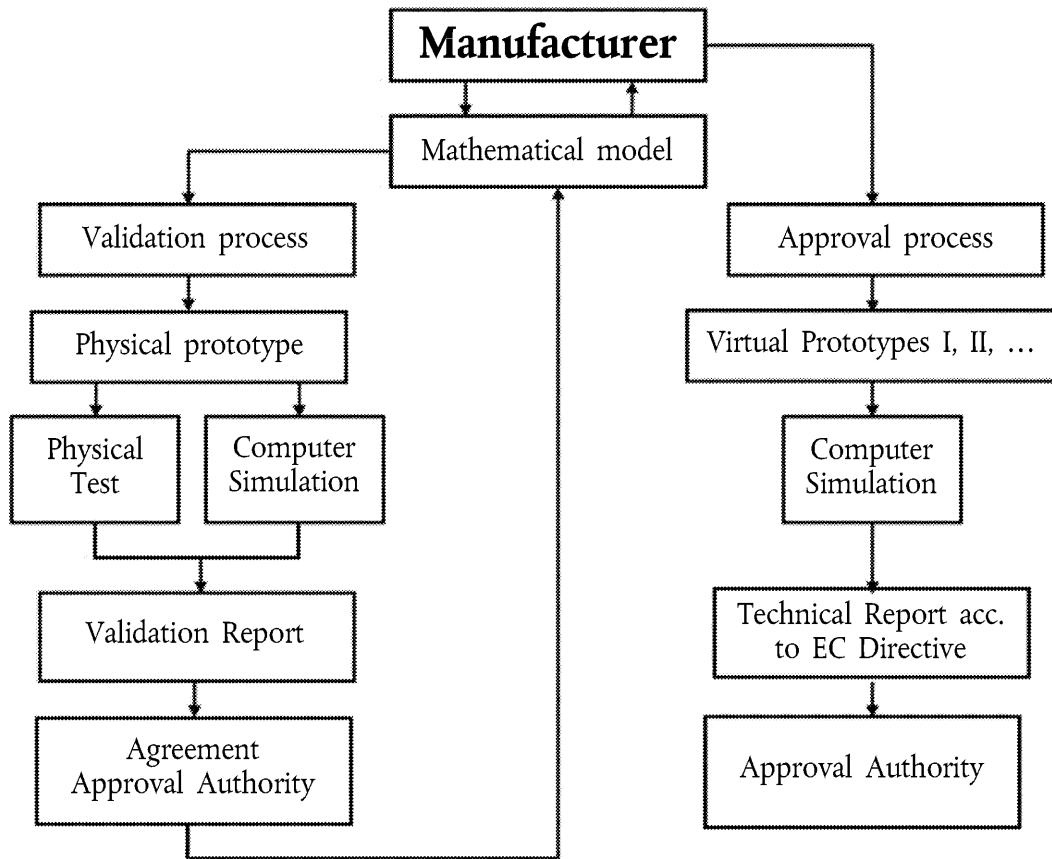 Manufacturer
Mathematical model
Validation process
Physical prototype
Physical
Test
Computer
Simulation
Validation Report
Agreement
Approval Authority
Approval process
Virtual Prototypes I, II, …
Computer
Simulation
Technical Report acc.
to EC Directive
Approval Authority